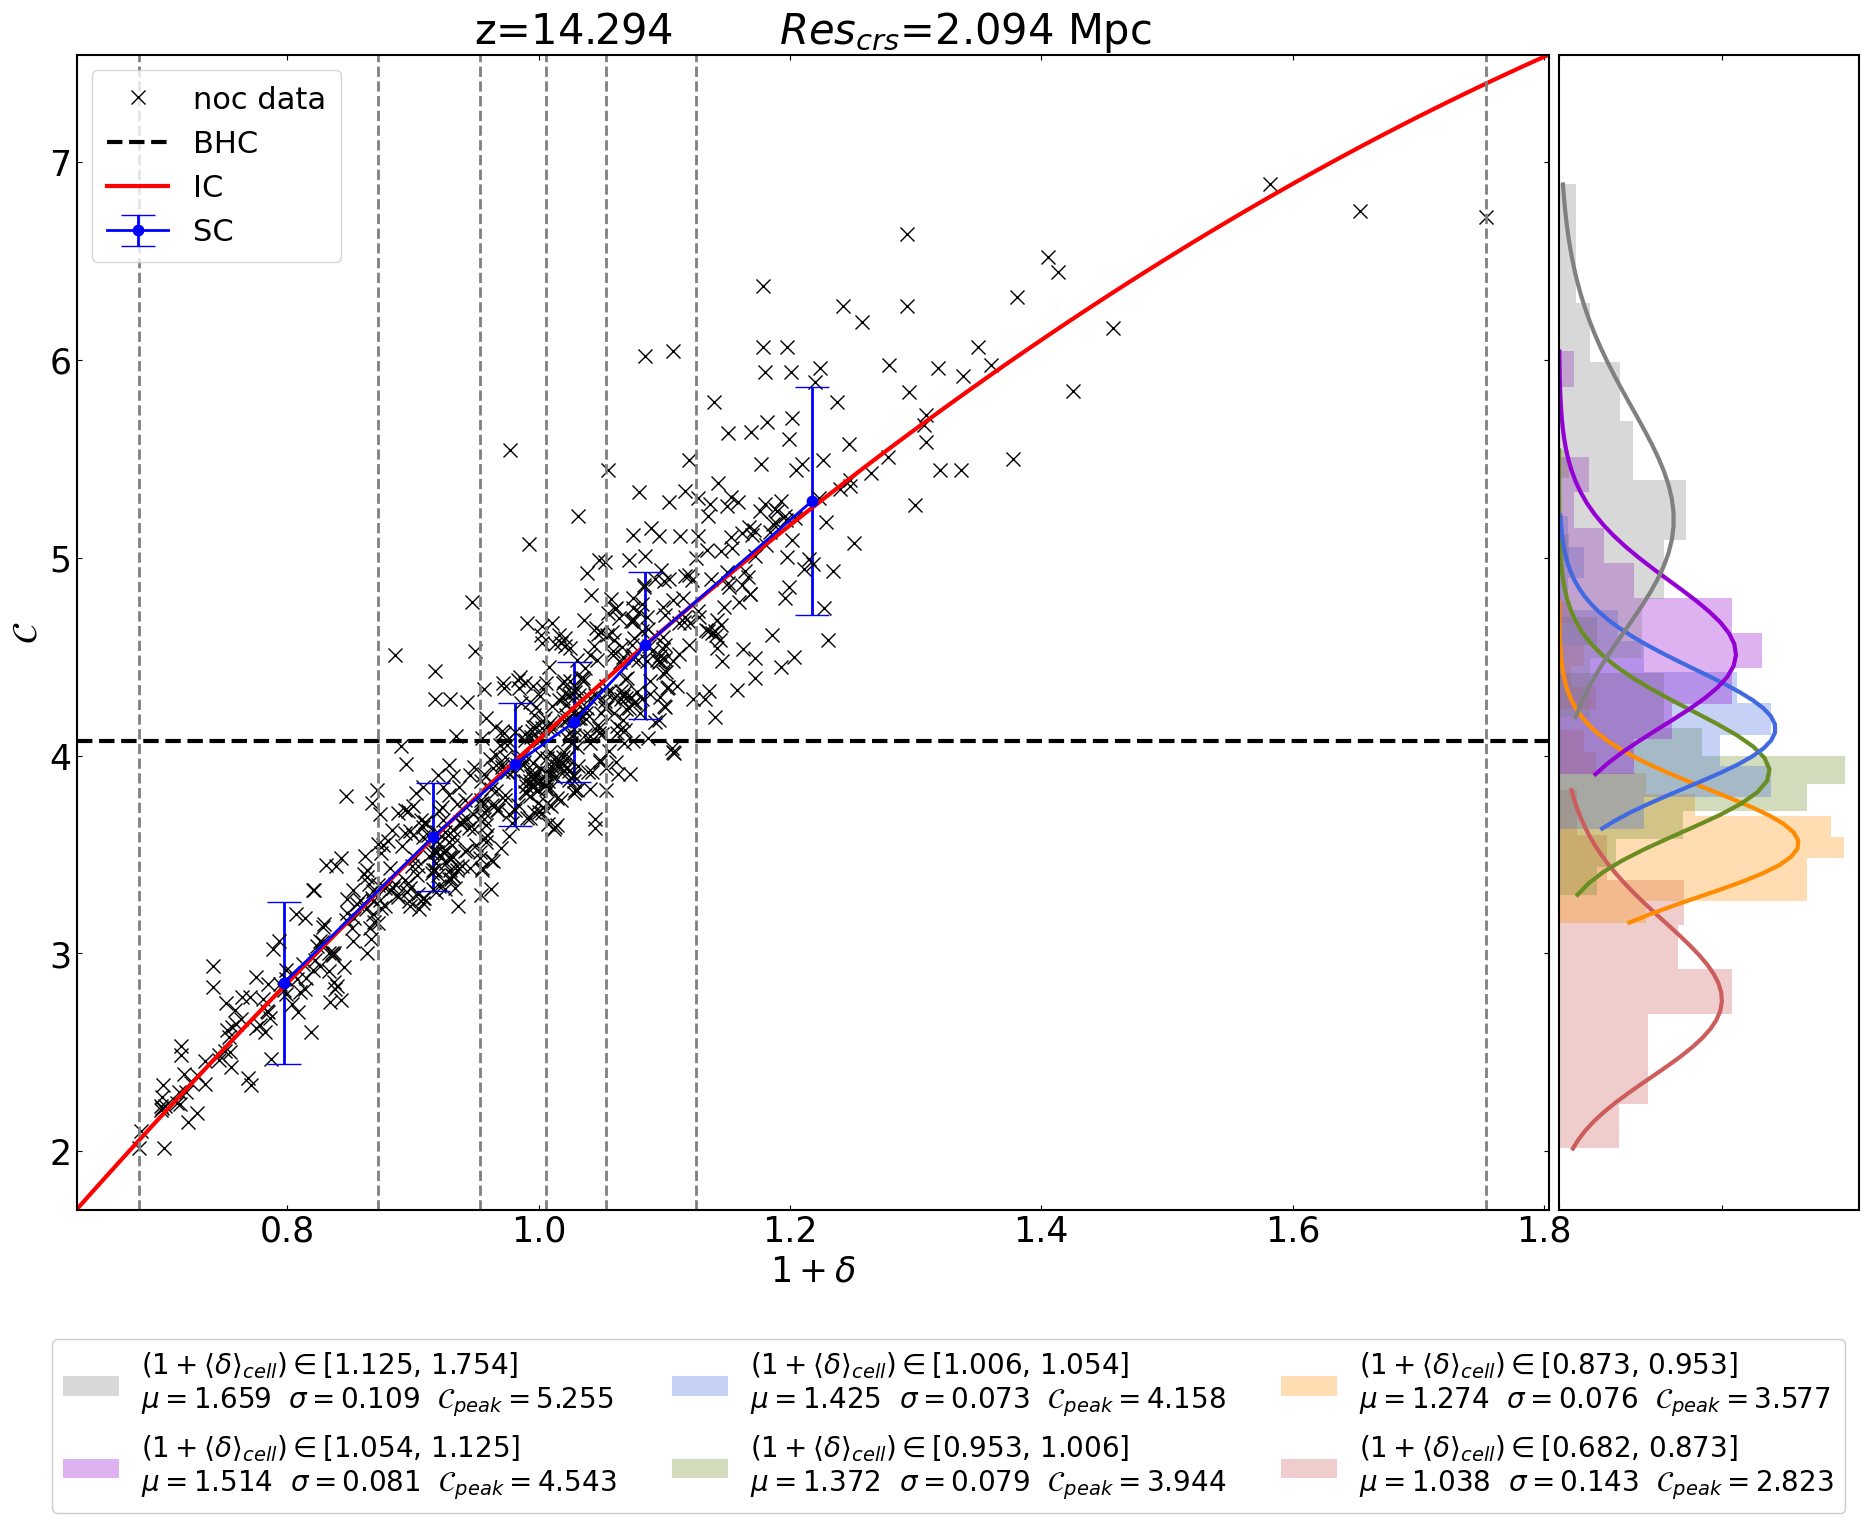 z=14.294 Res_crs=2.094 Mpc
noc data
BHC
IC
SC
7
6
5
4
3
2
𝒞
0.8 1.0 1.2 1.4 1.6 1.8
1 + δ
(1 + ⟨δ⟩_cell) ∈ [1.125, 1.754]
μ = 1.659 σ = 0.109 𝒞_peak = 5.255
(1 + ⟨δ⟩_cell) ∈ [1.054, 1.125]
μ = 1.514 σ = 0.081 𝒞_peak = 4.543
(1 + ⟨δ⟩_cell) ∈ [1.006, 1.054]
μ = 1.425 σ = 0.073 𝒞_peak = 4.158
(1 + ⟨δ⟩_cell) ∈ [0.953, 1.006]
μ = 1.372 σ = 0.079 𝒞_peak = 3.944
(1 + ⟨δ⟩_cell) ∈ [0.873, 0.953]
μ = 1.274 σ = 0.076 𝒞_peak = 3.577
(1 + ⟨δ⟩_cell) ∈ [0.682, 0.873]
μ = 1.038 σ = 0.143 𝒞_peak = 2.823